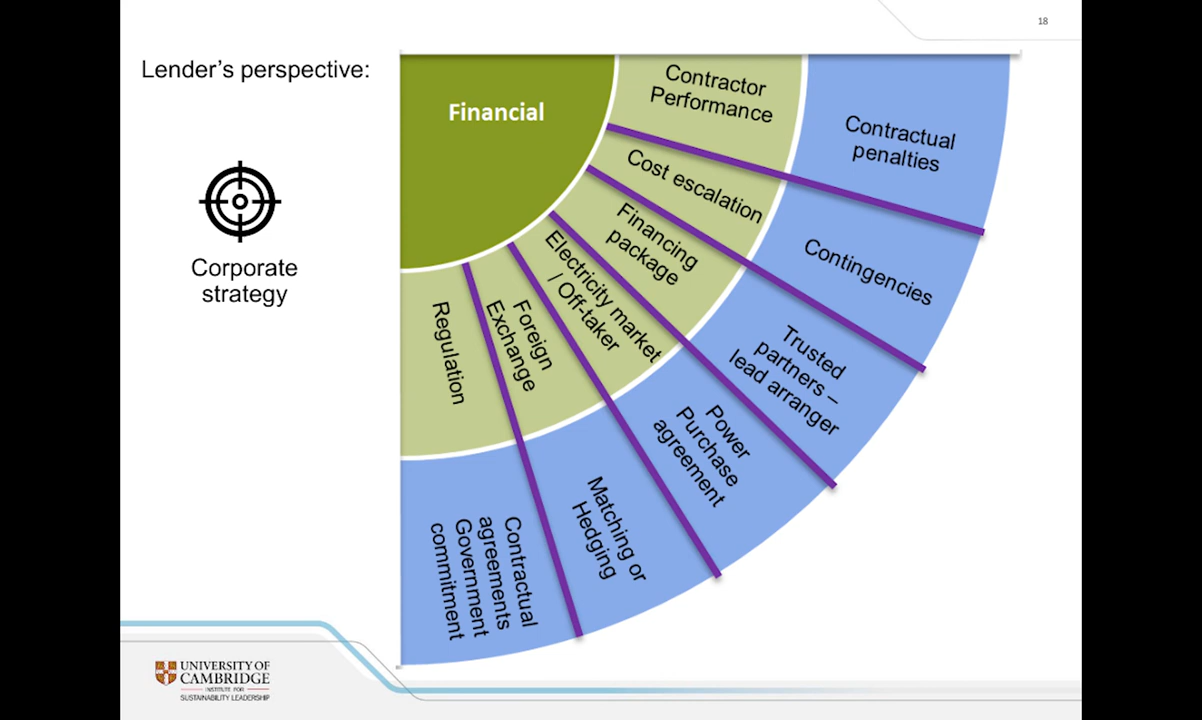 18
Lender's perspective:
Corporate
strategy
Financial
Contractor
Performance
Cost escalation
Financing
package
Electricity market
/ Off-taker
Foreign
Exchange
Regulation
Contractual
penalties
Contingencies
Trusted
partners –
lead arranger
Power
Purchase
agreement
Matching or
Hedging
Contractual
agreements
Government
commitment
UNIVERSITY OF
CAMBRIDGE
INSTITUTE FOR
SUSTAINABILITY LEADERSHIP